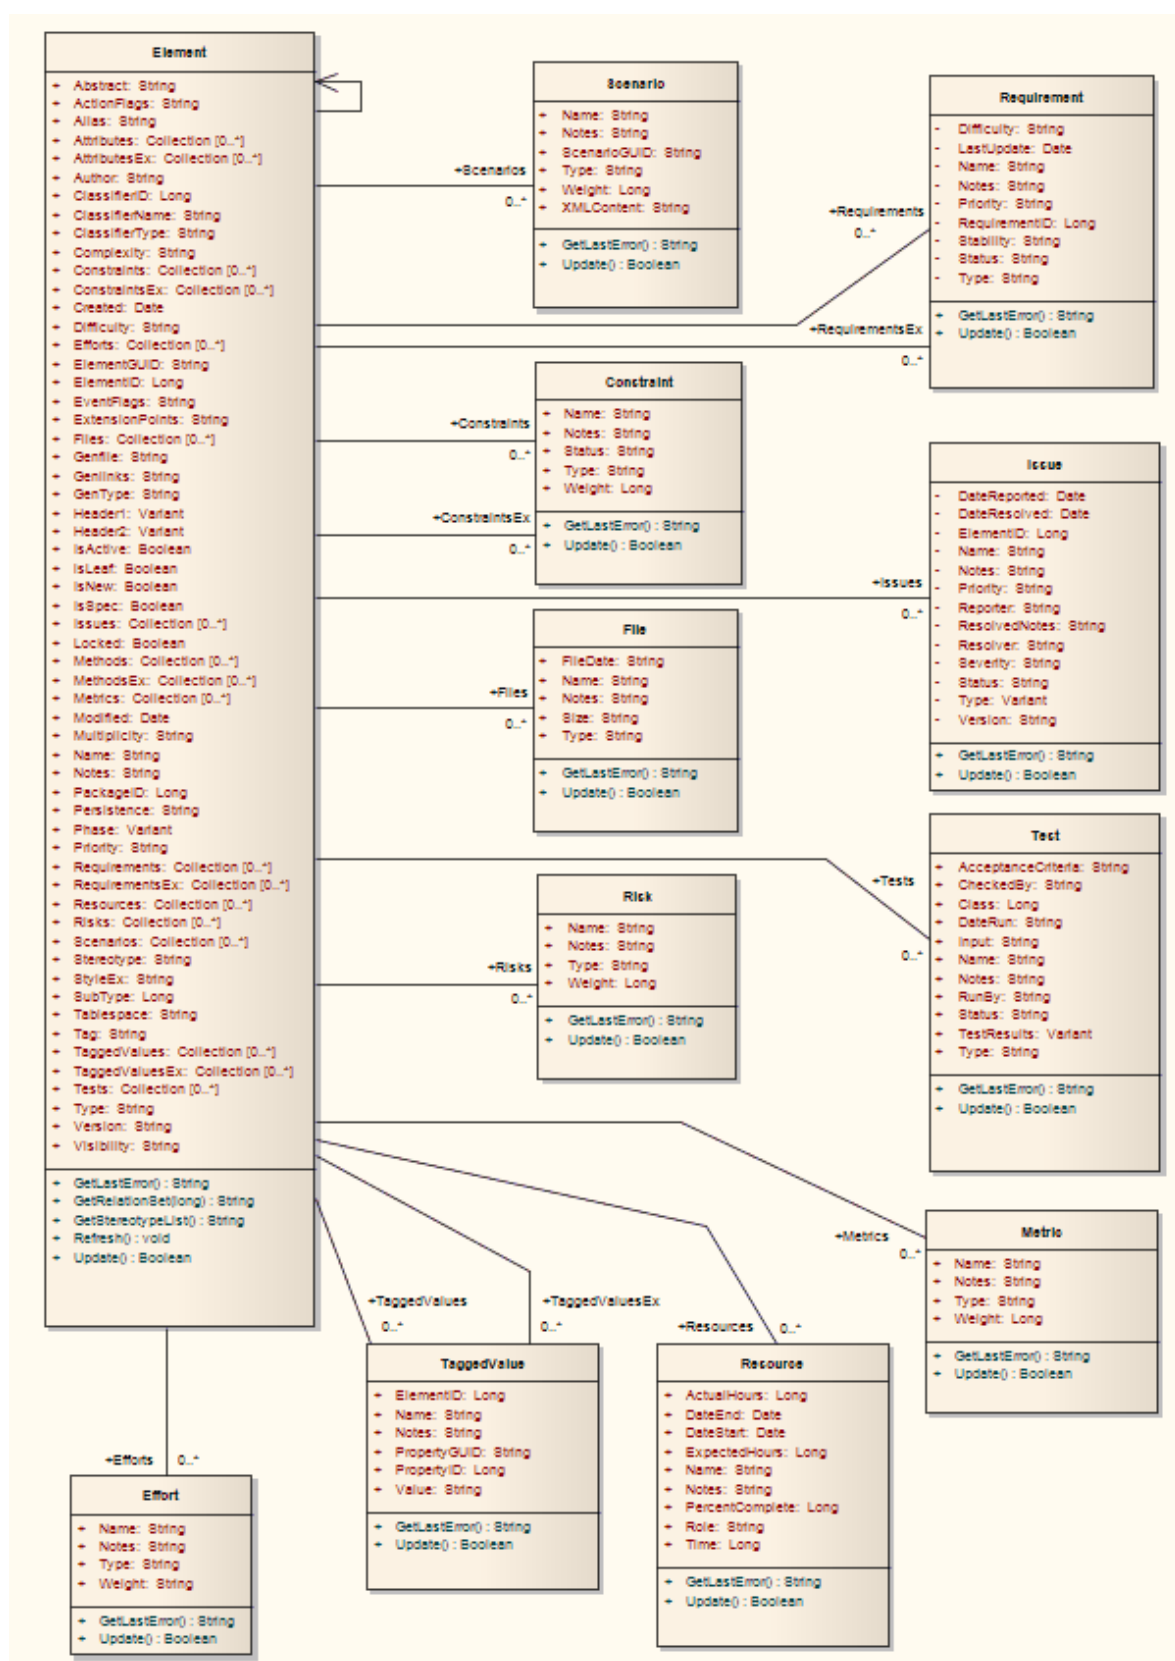 Element
+ Abstract: String
+ ActionFlags: String
+ Alias: String
+ Attributes: Collection [0..*]
+ AttributesEx: Collection [0..*]
+ Author: String
+ ClassifierID: Long
+ ClassifierName: String
+ ClassifierType: String
+ Complexity: String
+ Constraints: Collection [0..*]
+ ConstraintsEx: Collection [0..*]
+ Created: Date
+ Difficulty: String
+ Efforts: Collection [0..*]
+ ElementGUID: String
+ ElementID: Long
+ EventFlags: String
+ ExtensionPoints: String
+ Files: Collection [0..*]
+ Genfile: String
+ Genlinks: String
+ GenType: String
+ Header1: Variant
+ Header2: Variant
+ IsActive: Boolean
+ IsLeaf: Boolean
+ IsNew: Boolean
+ IsSpec: Boolean
+ Issues: Collection [0..*]
+ Locked: Boolean
+ Methods: Collection [0..*]
+ MethodsEx: Collection [0..*]
+ Metrics: Collection [0..*]
+ Modified: Date
+ Multiplicity: String
+ Name: String
+ Notes: String
+ PackageID: Long
+ Persistence: String
+ Phase: Variant
+ Priority: String
+ Requirements: Collection [0..*]
+ RequirementsEx: Collection [0..*]
+ Resources: Collection [0..*]
+ Risks: Collection [0..*]
+ Scenarios: Collection [0..*]
+ Stereotype: String
+ StyleEx: String
+ SubType: Long
+ Tablespace: String
+ Tag: String
+ TaggedValues: Collection [0..*]
+ TaggedValuesEx: Collection [0..*]
+ Tests: Collection [0..*]
+ Type: String
+ Version: String
+ Visibility: String
+ GetLastError() : String
+ GetRelationSet(long) : String
+ GetStereotypeList() : String
+ Refresh() : void
+ Update() : Boolean
+Scenarios
0..*
Scenario
+ Name: String
+ Notes: String
+ ScenarioGUID: String
+ Type: String
+ Weight: Long
+ XMLContent: String
+ GetLastError() : String
+ Update() : Boolean
+Requirements
0..*
+RequirementsEx
0..*
Requirement
- Difficulty: String
- LastUpdate: Date
- Name: String
- Notes: String
- Priority: String
- RequirementID: Long
- Stability: String
- Status: String
- Type: String
+ GetLastError() : String
+ Update() : Boolean
+Constraints
0..*
+ConstraintsEx
0..*
Constraint
+ Name: String
+ Notes: String
+ Status: String
+ Type: String
+ Weight: Long
+ GetLastError() : String
+ Update() : Boolean
+Issues
0..*
Issue
- DateReported: Date
- DateResolved: Date
- ElementID: Long
- Name: String
- Notes: String
- Priority: String
- Reporter: String
- ResolvedNotes: String
- Resolver: String
- Severity: String
- Status: String
- Type: Variant
- Version: String
+ GetLastError() : String
+ Update() : Boolean
+Files
0..*
File
+ FileDate: String
+ Name: String
+ Notes: String
+ Size: String
+ Type: String
+ GetLastError() : String
+ Update() : Boolean
+Tests
0..*
Test
+ AcceptanceCriteria: String
+ CheckedBy: String
+ Class: Long
+ DateRun: String
+ Input: String
+ Name: String
+ Notes: String
+ RunBy: String
+ Status: String
+ TestResults: Variant
+ Type: String
+ GetLastError() : String
+ Update() : Boolean
+Risks
0..*
Risk
+ Name: String
+ Notes: String
+ Type: String
+ Weight: Long
+ GetLastError() : String
+ Update() : Boolean
+Metrics
0..*
Metric
+ Name: String
+ Notes: String
+ Type: String
+ Weight: Long
+ GetLastError() : String
+ Update() : Boolean
+TaggedValues
0..*
+TaggedValuesEx
0..*
TaggedValue
+ ElementID: Long
+ Name: String
+ Notes: String
+ PropertyGUID: String
+ PropertyID: Long
+ Value: String
+ GetLastError() : String
+ Update() : Boolean
+Resources
0..*
Resource
+ ActualHours: Long
+ DateEnd: Date
+ DateStart: Date
+ ExpectedHours: Long
+ Name: String
+ Notes: String
+ PercentComplete: Long
+ Role: String
+ Time: Long
+ GetLastError() : String
+ Update() : Boolean
+Efforts
0..*
Effort
+ Name: String
+ Notes: String
+ Type: String
+ Weight: String
+ GetLastError() : String
+ Update() : Boolean